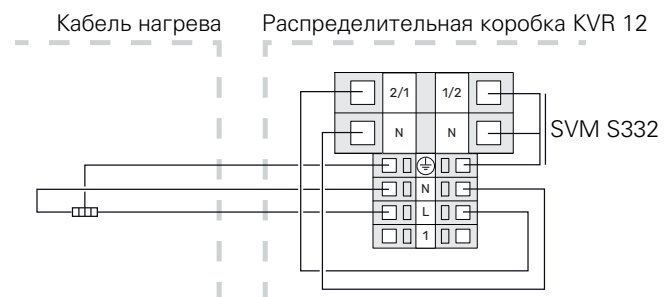 Кабель нагрева
Распределительная коробка KVR 12
2/1 1/2
N N
SVM S332
N
L
1